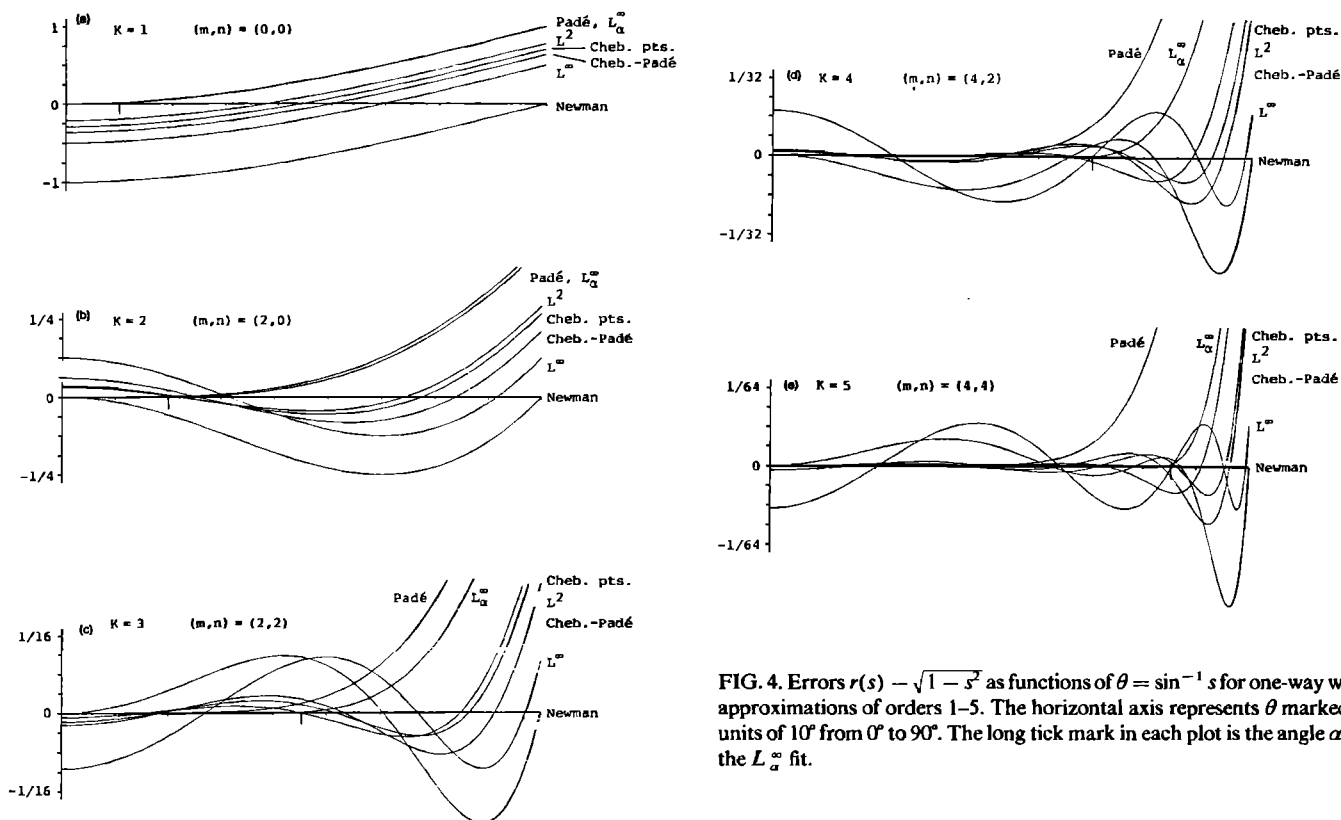 (a) K = 1 (m,n) = (0,0)
1
0
-1
Padé, L∞α
L2
Cheb. pts.
Cheb.-Padé
L∞
Newman
(b) K = 2 (m,n) = (2,0)
1/4
0
-1/4
Padé, L∞α
L2
Cheb. pts.
Cheb.-Padé
L∞
Newman
(c) K = 3 (m,n) = (2,2)
1/16
0
-1/16
Padé
L∞α
Cheb. pts.
L2
Cheb.-Padé
L∞
Newman
(d) K = 4 (m,n) = (4,2)
1/32
0
-1/32
Padé
L∞α
Cheb. pts.
L2
Cheb.-Padé
L∞
Newman
(e) K = 5 (m,n) = (4,4)
1/64
0
-1/64
Padé
L∞α
Cheb. pts.
L2
Cheb.-Padé
L∞
Newman
FIG. 4. Errors r(s) − √1 − s2 as functions of θ = sin−1 s for one-way w
approximations of orders 1–5. The horizontal axis represents θ marked
units of 10° from 0° to 90°. The long tick mark in each plot is the angle α
the L∞α fit.